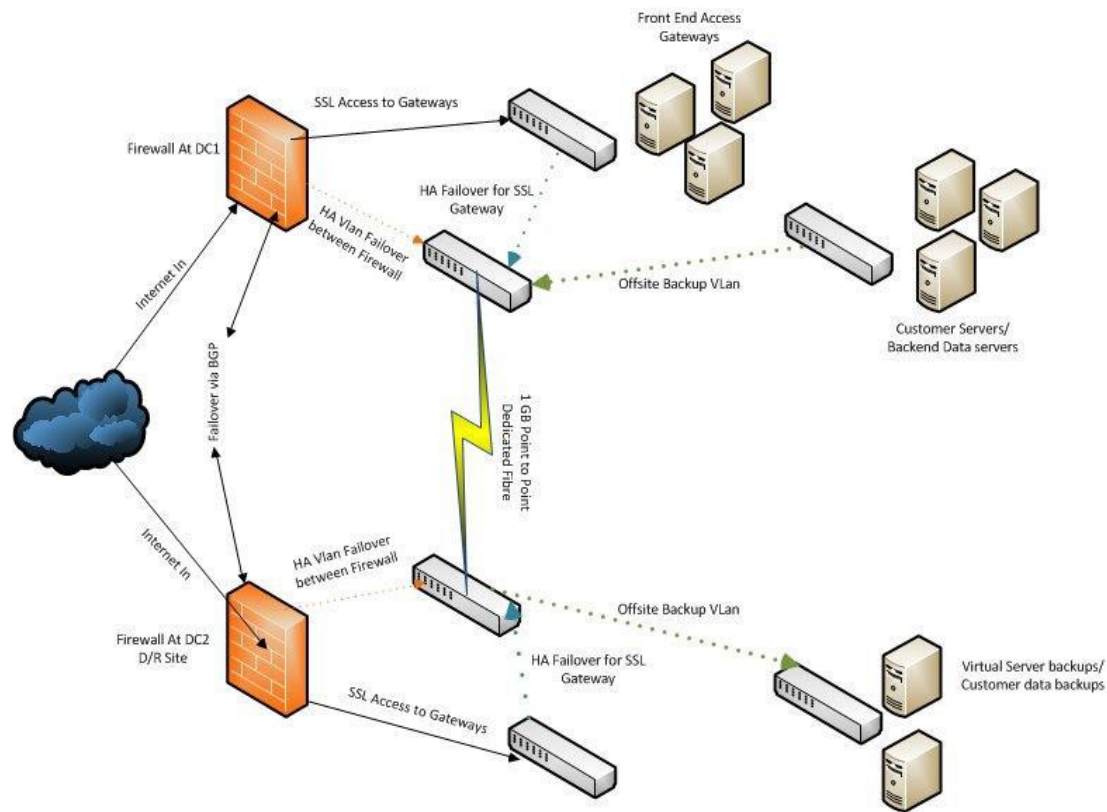 Front End Access
Gateways
SSL Access to Gateways
Firewall At DC1
HA Failover for SSL
Gateway
HA Vlan Failover
between Firewall
Internet In
Offsite Backup VLan
Customer Servers/
Backend Data servers
Failover via BGP
1 GB Point to Point
Dedicated Fibre
Internet In
HA Vlan Failover
between Firewall
Offsite Backup VLan
Firewall At DC2
D/R Site
HA Failover for SSL
Gateway
Virtual Server backups/
Customer data backups
SSL Access to Gateways